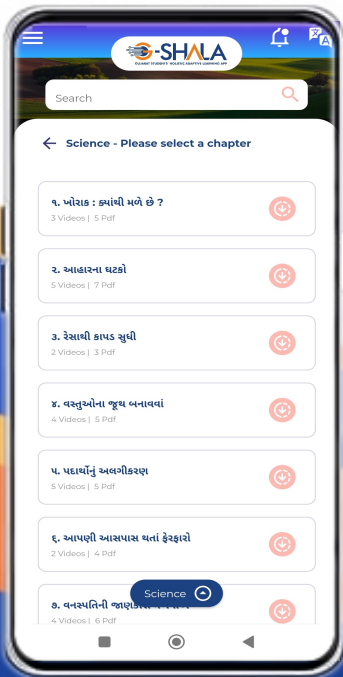 G-SHALA
GUJARAT STUDENTS' HOLISTIC ADAPTIVE LEARNING APP
Search
Science - Please select a chapter
૧. ખોરાક : ક્યાંથી મળે છે ?
3 Videos | 5 Pdf
૨. આહારના ઘટકો
5 Videos | 7 Pdf
૩. રેસાથી કાપડ સુધી
2 Videos | 3 Pdf
૪. વસ્તુઓના જૂથ બનાવવાં
4 Videos | 5 Pdf
૫. પદાર્થોનું અલગીકરણ
5 Videos | 5 Pdf
૬. આપણી આસપાસ થતાં ફેરફારો
2 Videos | 4 Pdf
૭. વનસ્પતિની
4 Videos | 6 Pdf
Science